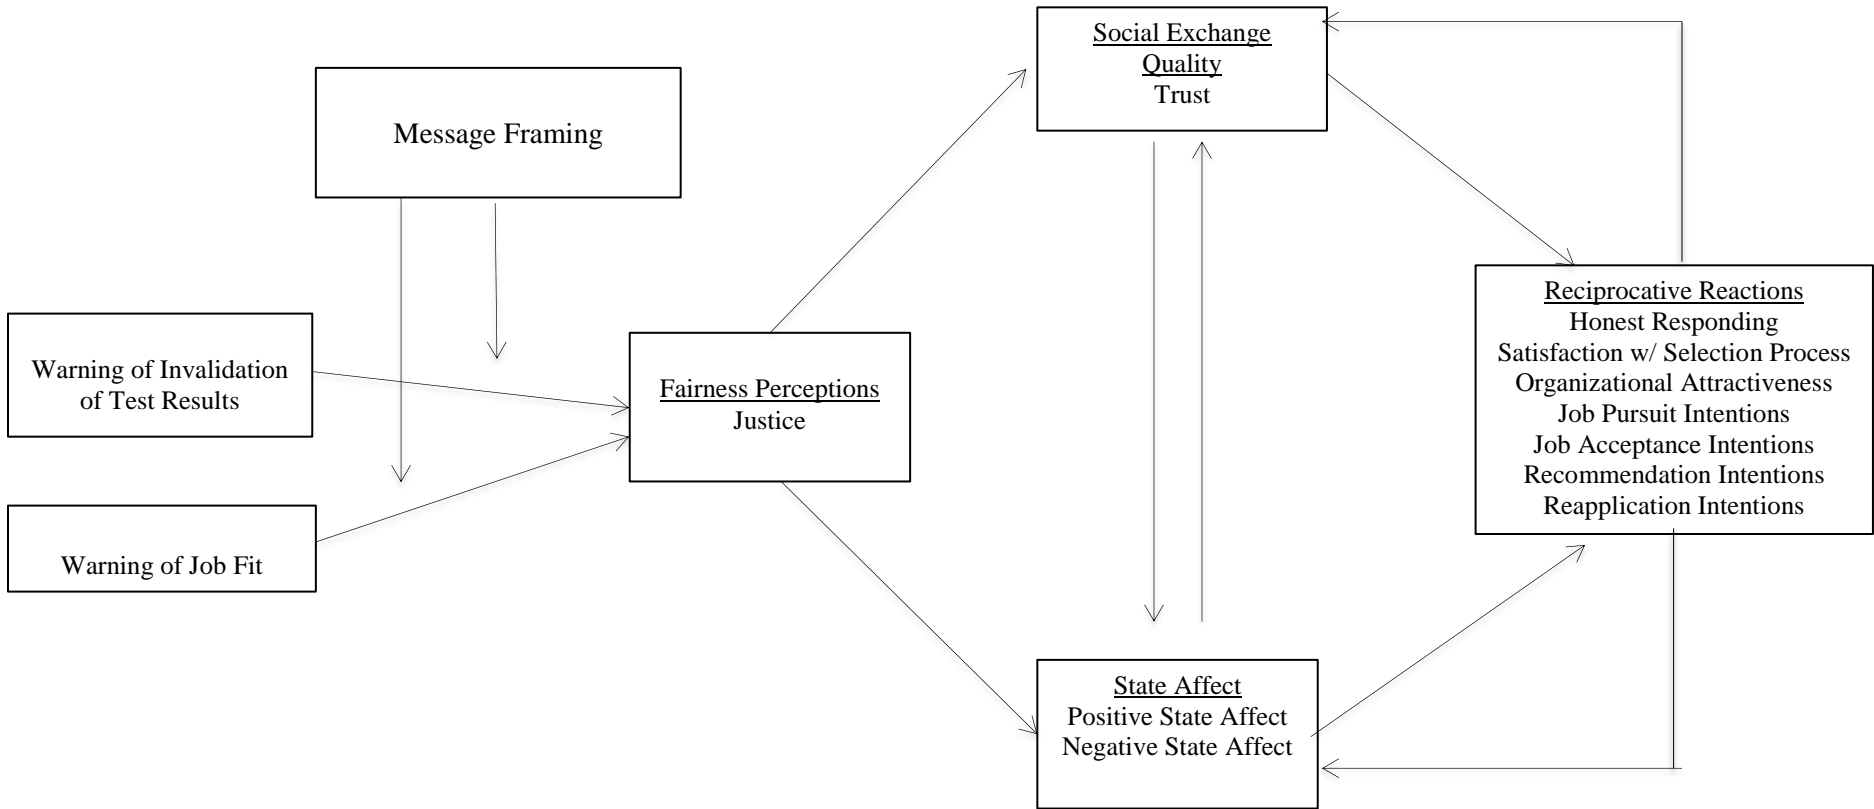 Message Framing
Warning of Invalidation
of Test Results
Warning of Job Fit
Fairness Perceptions
Justice
Social Exchange
Quality
Trust
State Affect
Positive State Affect
Negative State Affect
Reciprocative Reactions
Honest Responding
Satisfaction w/ Selection Process
Organizational Attractiveness
Job Pursuit Intentions
Job Acceptance Intentions
Recommendation Intentions
Reapplication Intentions